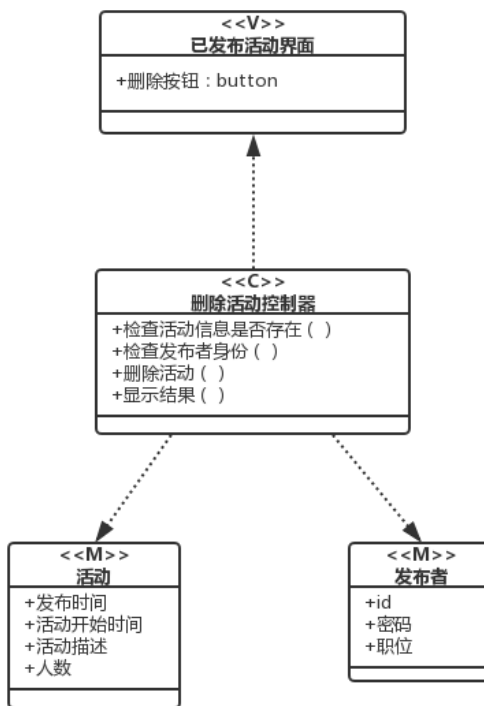 <<V>>
已发布活动界面
+删除按钮：button
<<C>>
删除活动控制器
+检查活动信息是否存在( )
+检查发布者身份( )
+删除活动( )
+显示结果( )
<<M>>
活动
+发布时间
+活动开始时间
+活动描述
+人数
<<M>>
发布者
+id
+密码
+职位